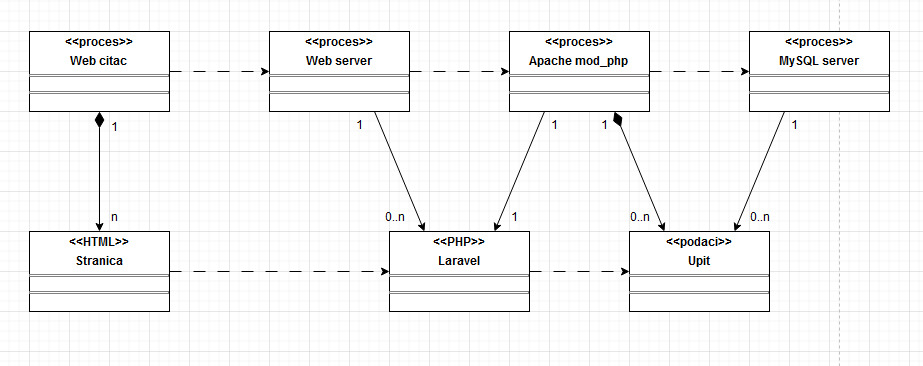 <<proces>>
Web citac
<<proces>>
Web server
<<proces>>
Apache mod_php
<<proces>>
MySQL server
1
1
1
1
1
n
0..n
1
0..n
0..n
<<HTML>>
Stranica
<<PHP>>
Laravel
<<podaci>>
Upit